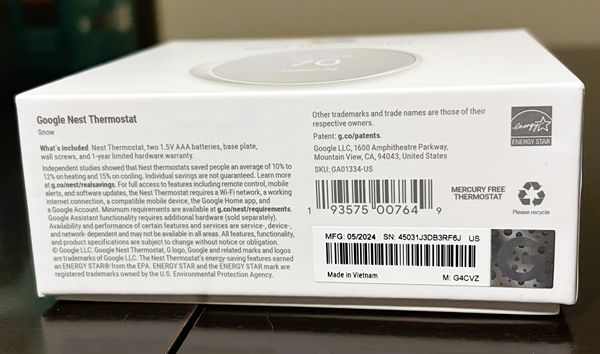 Google Nest Thermostat
Snow
What's included Nest Thermostat, two 1.5V AAA batteries, base plate,
wall screws, and 1-year limited hardware warranty.
Independent studies showed that Nest thermostats saved people an average of 10% to
12% on heating and 15% on cooling. Individual savings are not guaranteed. Learn more
at g.co/nest/realsavings. For full access to features including remote control, mobile
alerts, and software updates, the Nest Thermostat requires a Wi-Fi network, a working
internet connection, a compatible mobile device, the Google Home app, and
a Google Account. Minimum requirements are available at g.co/nest/requirements.
Google Assistant functionality requires additional hardware (sold separately).
Availability and performance of certain features and services are service-, device-,
and network-dependent and may not be available in all areas. All features, functionality,
and product specifications are subject to change without notice or obligation.
© Google LLC. Google Nest Thermostat, G logo, Google and related marks and logos
are trademarks of Google LLC. The Nest Thermostat's energy-saving features earned
an ENERGY STAR® from the EPA. ENERGY STAR and the ENERGY STAR mark are
registered trademarks owned by the U.S. Environmental Protection Agency.
Other trademarks and trade names are those of their
respective owners.
Patent: g.co/patents.
Google LLC, 1600 Amphitheatre Parkway,
Mountain View, CA, 94043, United States
SKU: GA01334-US
1 93575 00764 9
energy
ENERGY STAR
MERCURY FREE
THERMOSTAT
Please recycle
MFG: 05/2024 SN: 45031J3DB3RF6J US
Made in Vietnam M: G4CVZ